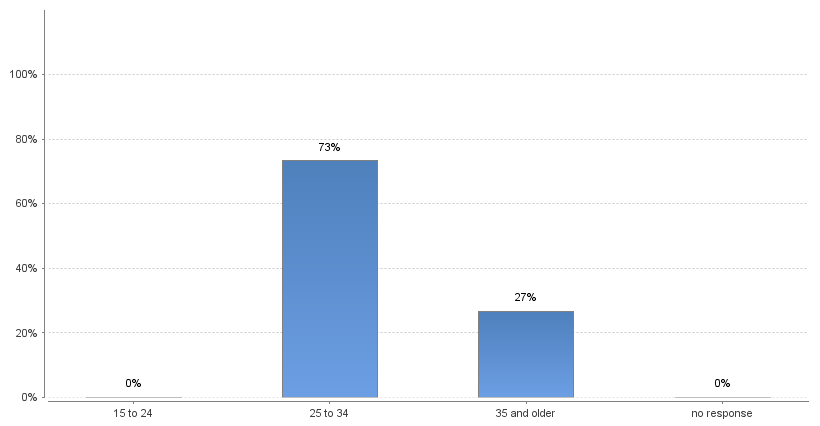 100%
80%
73%
60%
40%
27%
20%
0%
0%
0%
15 to 24
25 to 34
35 and older
no response